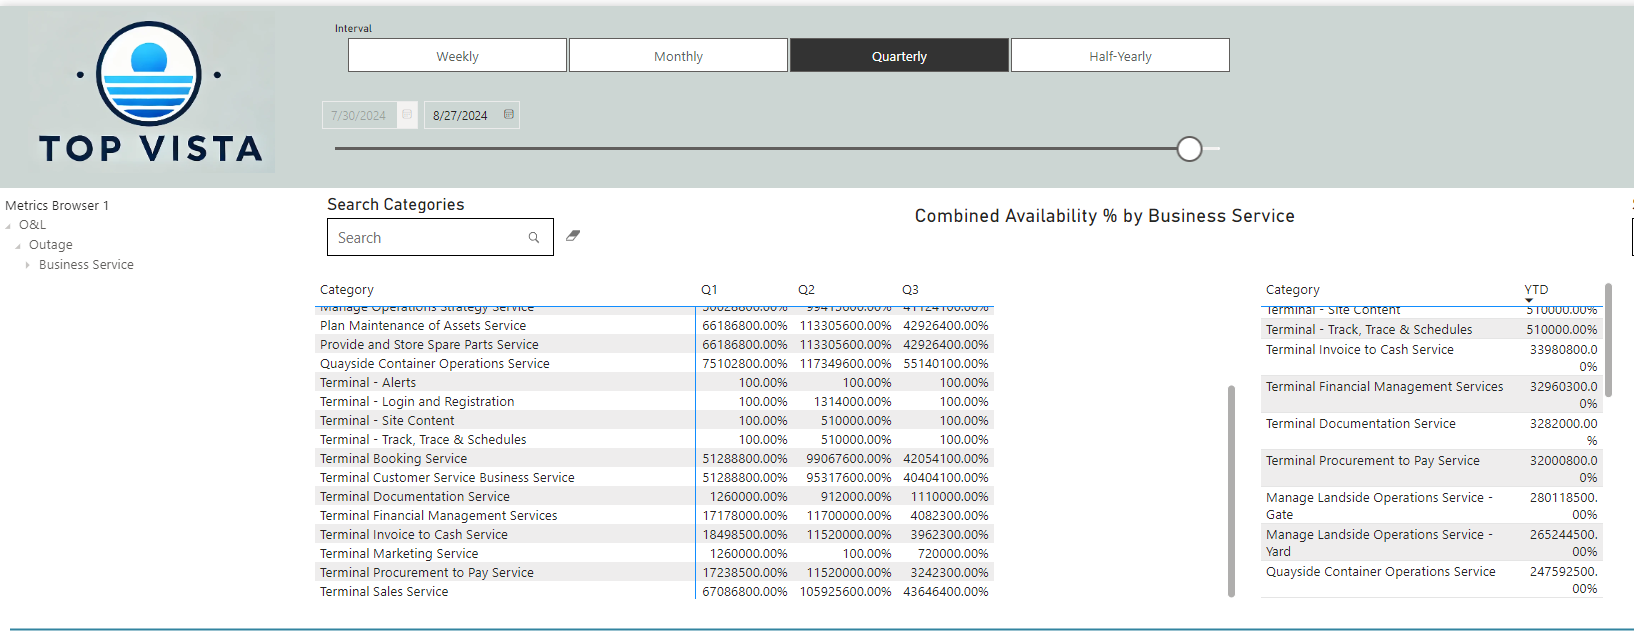 TOP VISTA
Interval
Weekly Monthly Quarterly Half-Yearly
7/30/2024 8/27/2024
Metrics Browser 1
O&L
Outage
Business Service
Search Categories
Search
Combined Availability % by Business Service
Category Q1 Q2 Q3
Manage Operations Strategy Service
Plan Maintenance of Assets Service 66186800.00% 113305600.00% 42926400.00%
Provide and Store Spare Parts Service 66186800.00% 113305600.00% 42926400.00%
Quayside Container Operations Service 75102800.00% 117349600.00% 55140100.00%
Terminal - Alerts 100.00% 100.00% 100.00%
Terminal - Login and Registration 100.00% 1314000.00% 100.00%
Terminal - Site Content 100.00% 510000.00% 100.00%
Terminal - Track, Trace & Schedules 100.00% 510000.00% 100.00%
Terminal Booking Service 51288800.00% 99067600.00% 42054100.00%
Terminal Customer Service Business Service 51288800.00% 95317600.00% 40404100.00%
Terminal Documentation Service 1260000.00% 912000.00% 1110000.00%
Terminal Financial Management Services 17178000.00% 11700000.00% 4082300.00%
Terminal Invoice to Cash Service 18498500.00% 11520000.00% 3962300.00%
Terminal Marketing Service 1260000.00% 100.00% 720000.00%
Terminal Procurement to Pay Service 17238500.00% 11520000.00% 3242300.00%
Terminal Sales Service 67086800.00% 105925600.00% 43646400.00%
Category YTD
Terminal - Site Content 510000.00%
Terminal - Track, Trace & Schedules 510000.00%
Terminal Invoice to Cash Service 33980800.0
0%
Terminal Financial Management Services 32960300.0
0%
Terminal Documentation Service 3282000.00
%
Terminal Procurement to Pay Service 32000800.0
0%
Manage Landside Operations Service - 280118500.
Gate 00%
Manage Landside Operations Service - 265244500.
Yard 00%
Quayside Container Operations Service 247592500.
00%